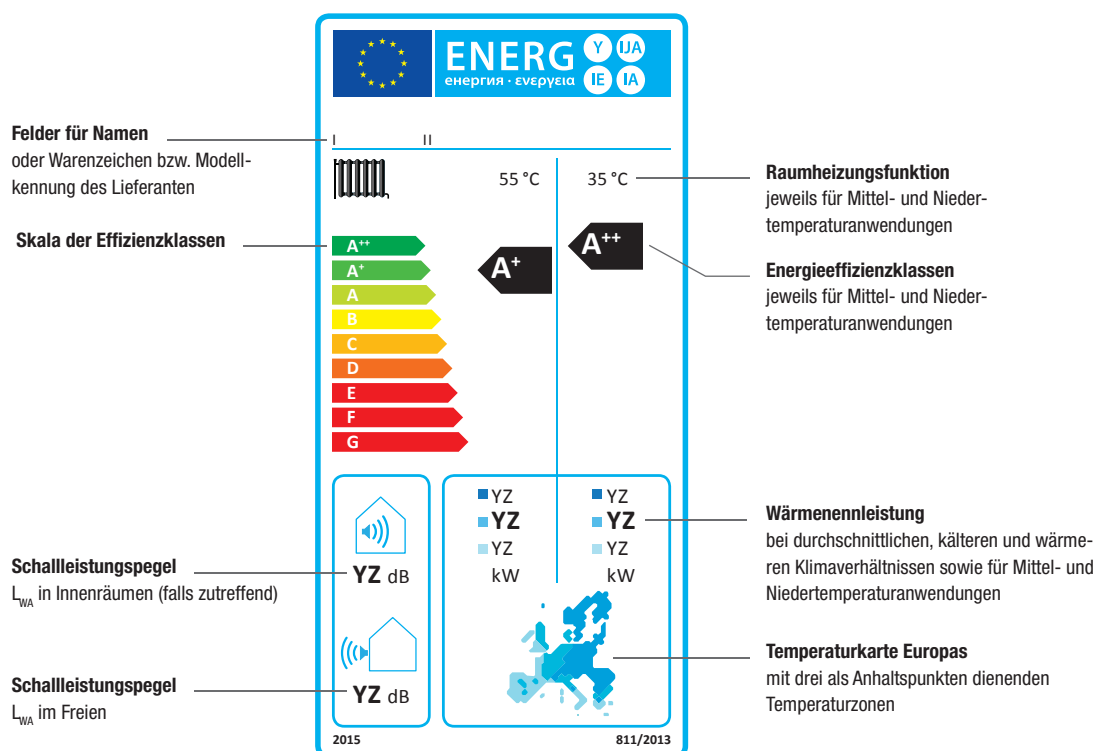 ENERG
енергия · ενεργεια
Y IJA
IE IA
Felder für Namen
oder Warenzeichen bzw. Modell-
kennung des Lieferanten
I II
55 °C 35 °C
Raumheizungsfunktion
jeweils für Mittel- und Nieder-
temperaturanwendungen
Skala der Effizienzklassen
A++
A+
A
B
C
D
E
F
G
A+
A++
Energieeffizienzklassen
jeweils für Mittel- und Nieder-
temperaturanwendungen
Schallleistungspegel
LWA in Innenräumen (falls zutreffend)
YZ dB
Schallleistungspegel
LWA im Freien
YZ dB
YZ YZ
YZ YZ
YZ YZ
kW kW
Wärmenennleistung
bei durchschnittlichen, kälteren und wärme-
ren Klimaverhältnissen sowie für Mittel- und
Niedertemperaturanwendungen
Temperaturkarte Europas
mit drei als Anhaltspunkten dienenden
Temperaturzonen
2015 811/2013